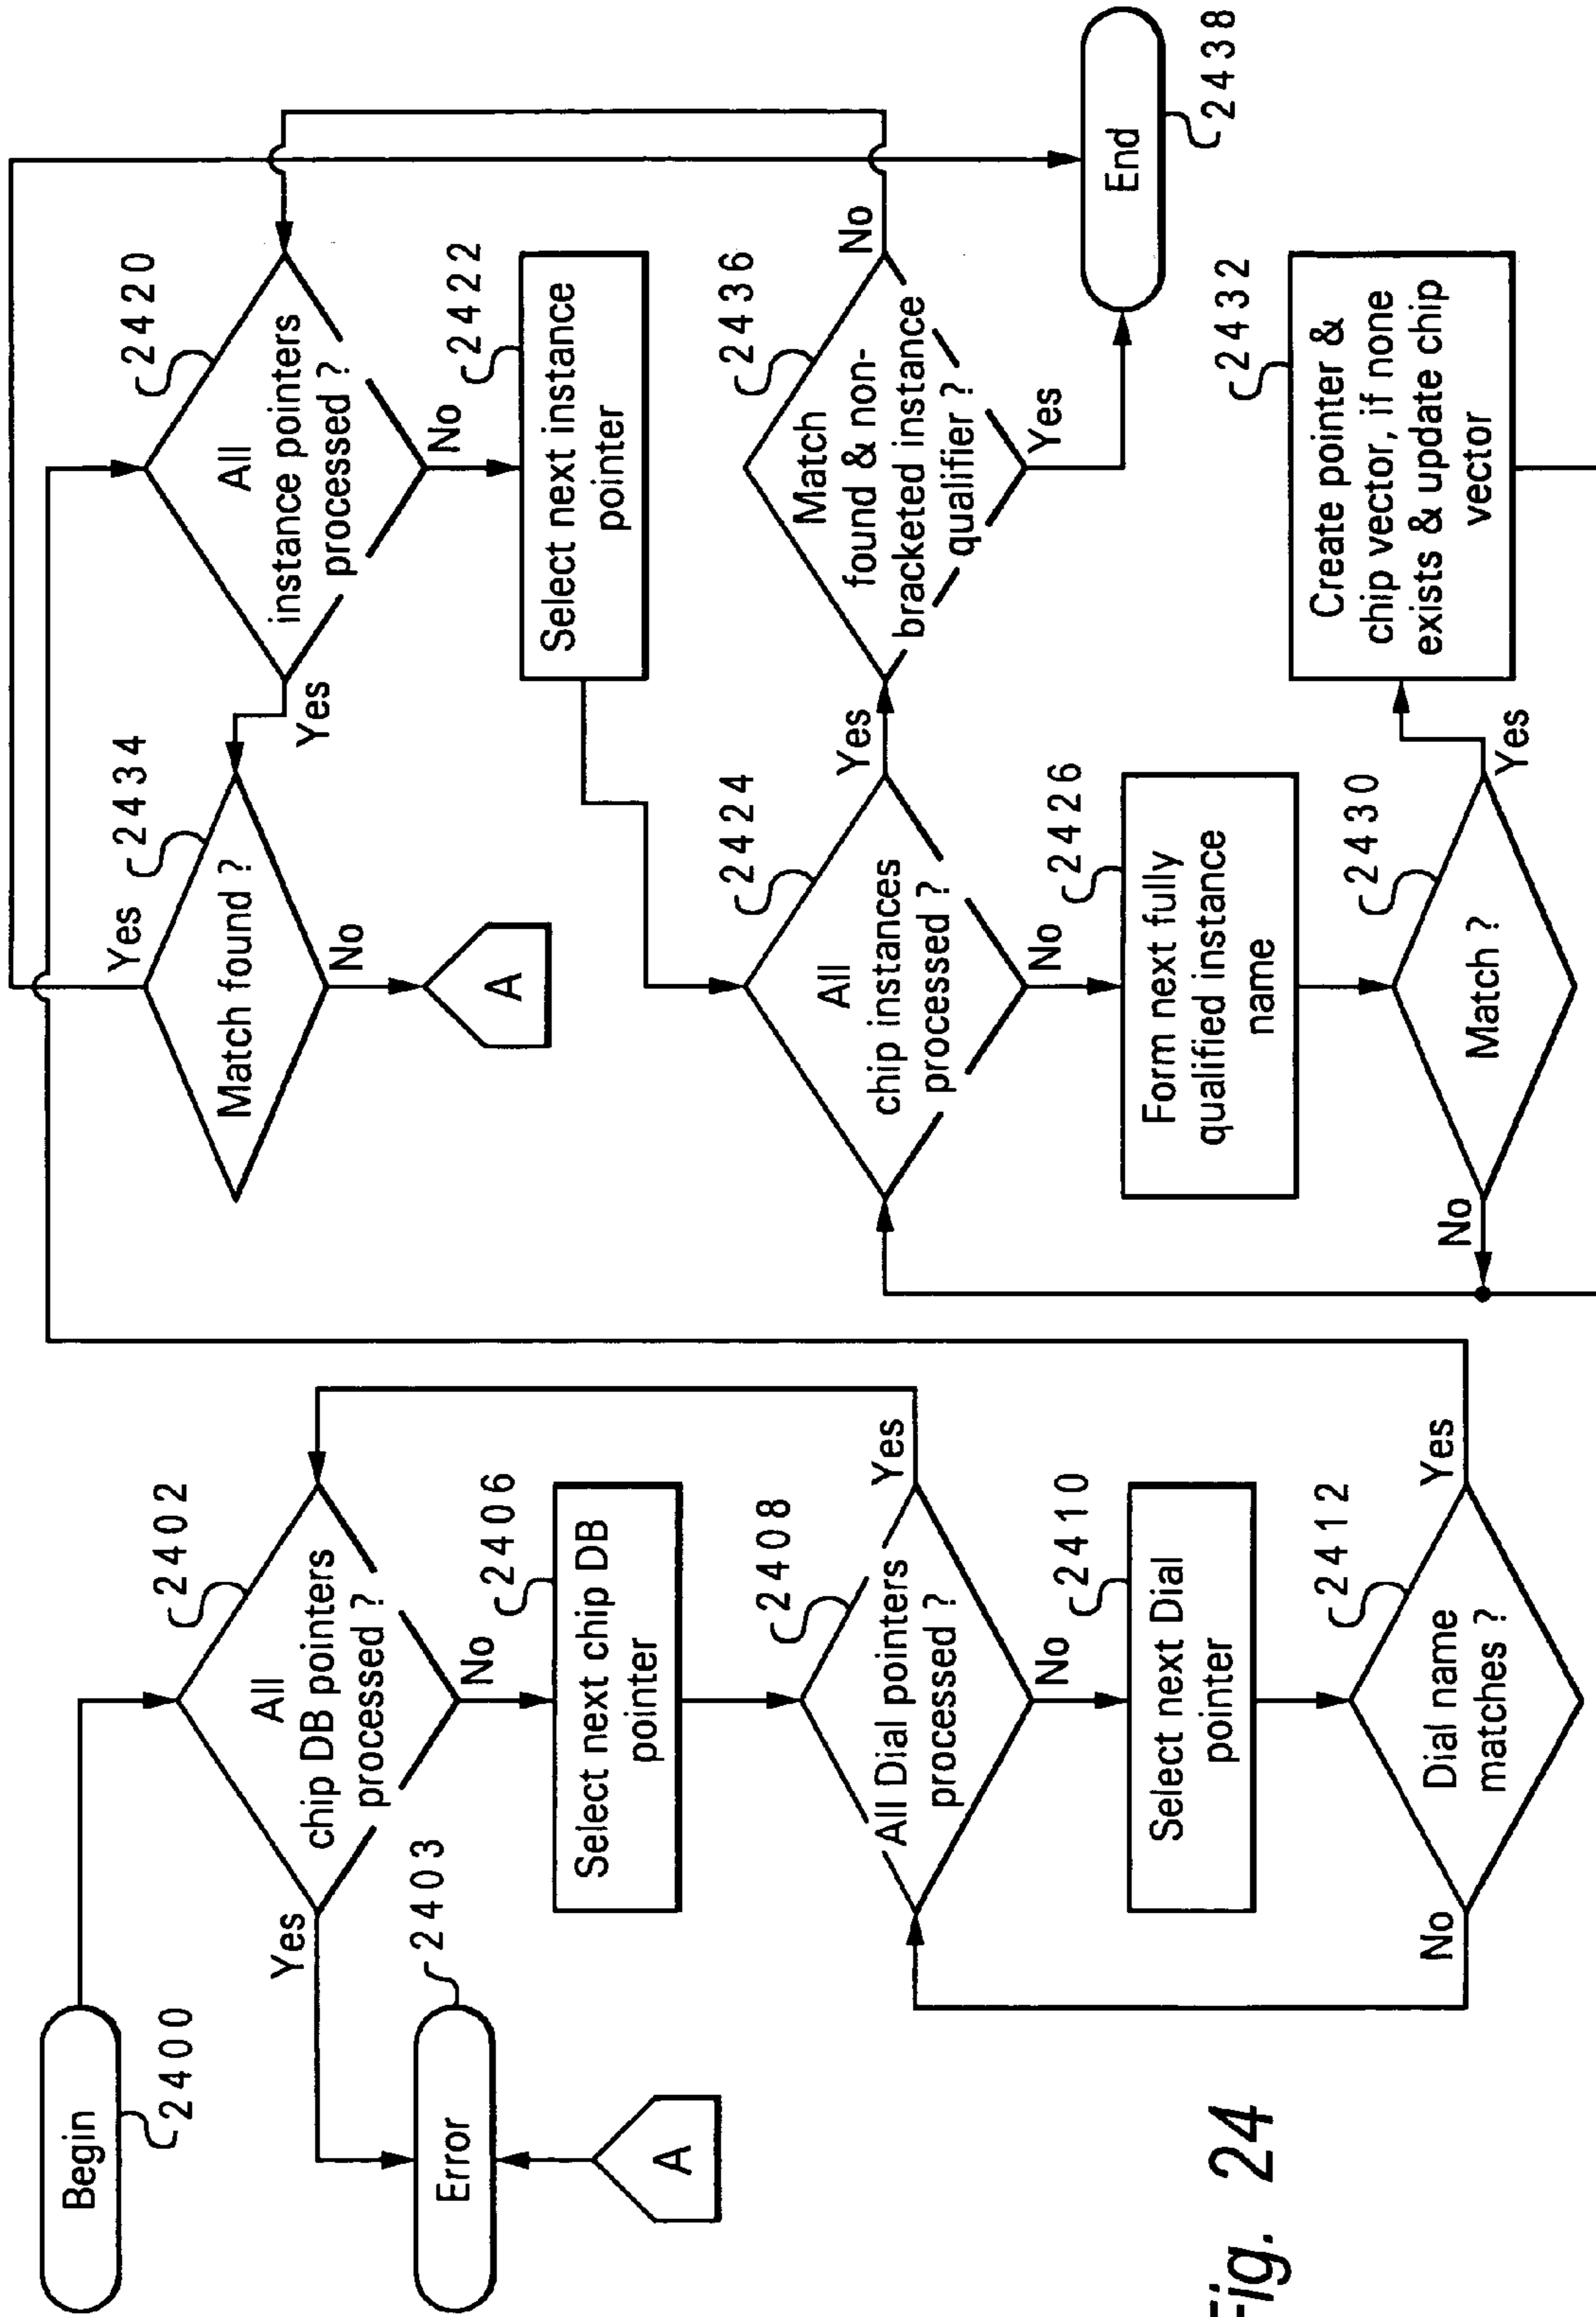 Begin
2400
All
chip DB pointers
processed ?
2402
Yes
No
Error
2403
A
Select next chip DB
pointer
2406
All Dial pointers
processed ?
2408
Yes
No
Select next Dial
pointer
2410
Dial name
matches ?
2412
No
Yes
All
instance pointers
processed ?
2420
Yes
No
Match found ?
2434
Yes
No
A
Select next instance
pointer
2422
All
chip instances
processed ?
2424
Yes
No
Match
found & non-
bracketed instance
qualifier ?
2436
No
Yes
End
2438
Form next fully
qualified instance
name
2426
Match ?
2430
No
Yes
Create pointer &
chip vector, if none
exists & update chip
vector
2432
Fig. 24